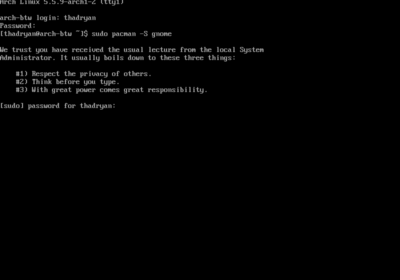 Arch Linux 5.5.9-arch1-2 (tty1)
arch-btw login: thadryan
Password:
[thadryan@arch-btw ~]$ sudo pacman -S gnome
We trust you have received the usual lecture from the local System
Administrator. It usually boils down to these three things:
#1) Respect the privacy of others.
#2) Think before you type.
#3) With great power comes great responsibility.
[sudo] password for thadryan: